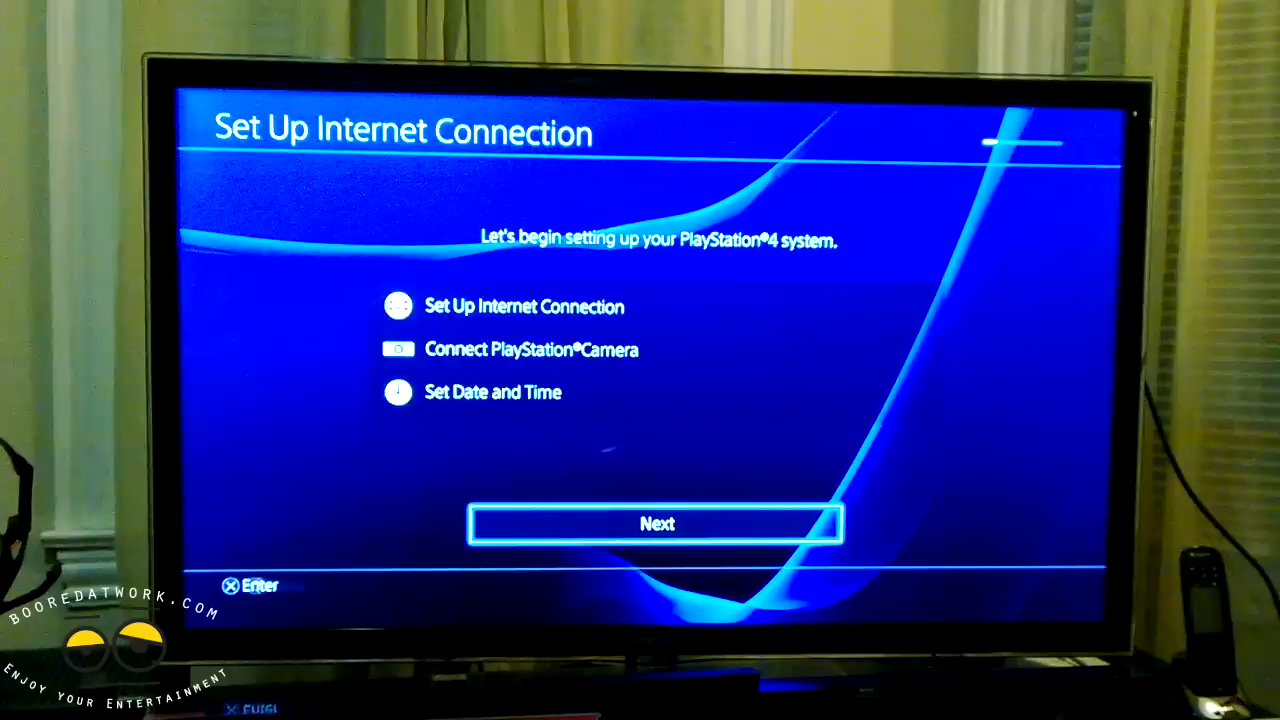 Set Up Internet Connection
Let's begin setting up your PlayStation®4 system.
Set Up Internet Connection
Connect PlayStation®Camera
Set Date and Time
Next
Enter
BOOREDATWORK.COM
ENJOY YOUR ENTERTAINMENT